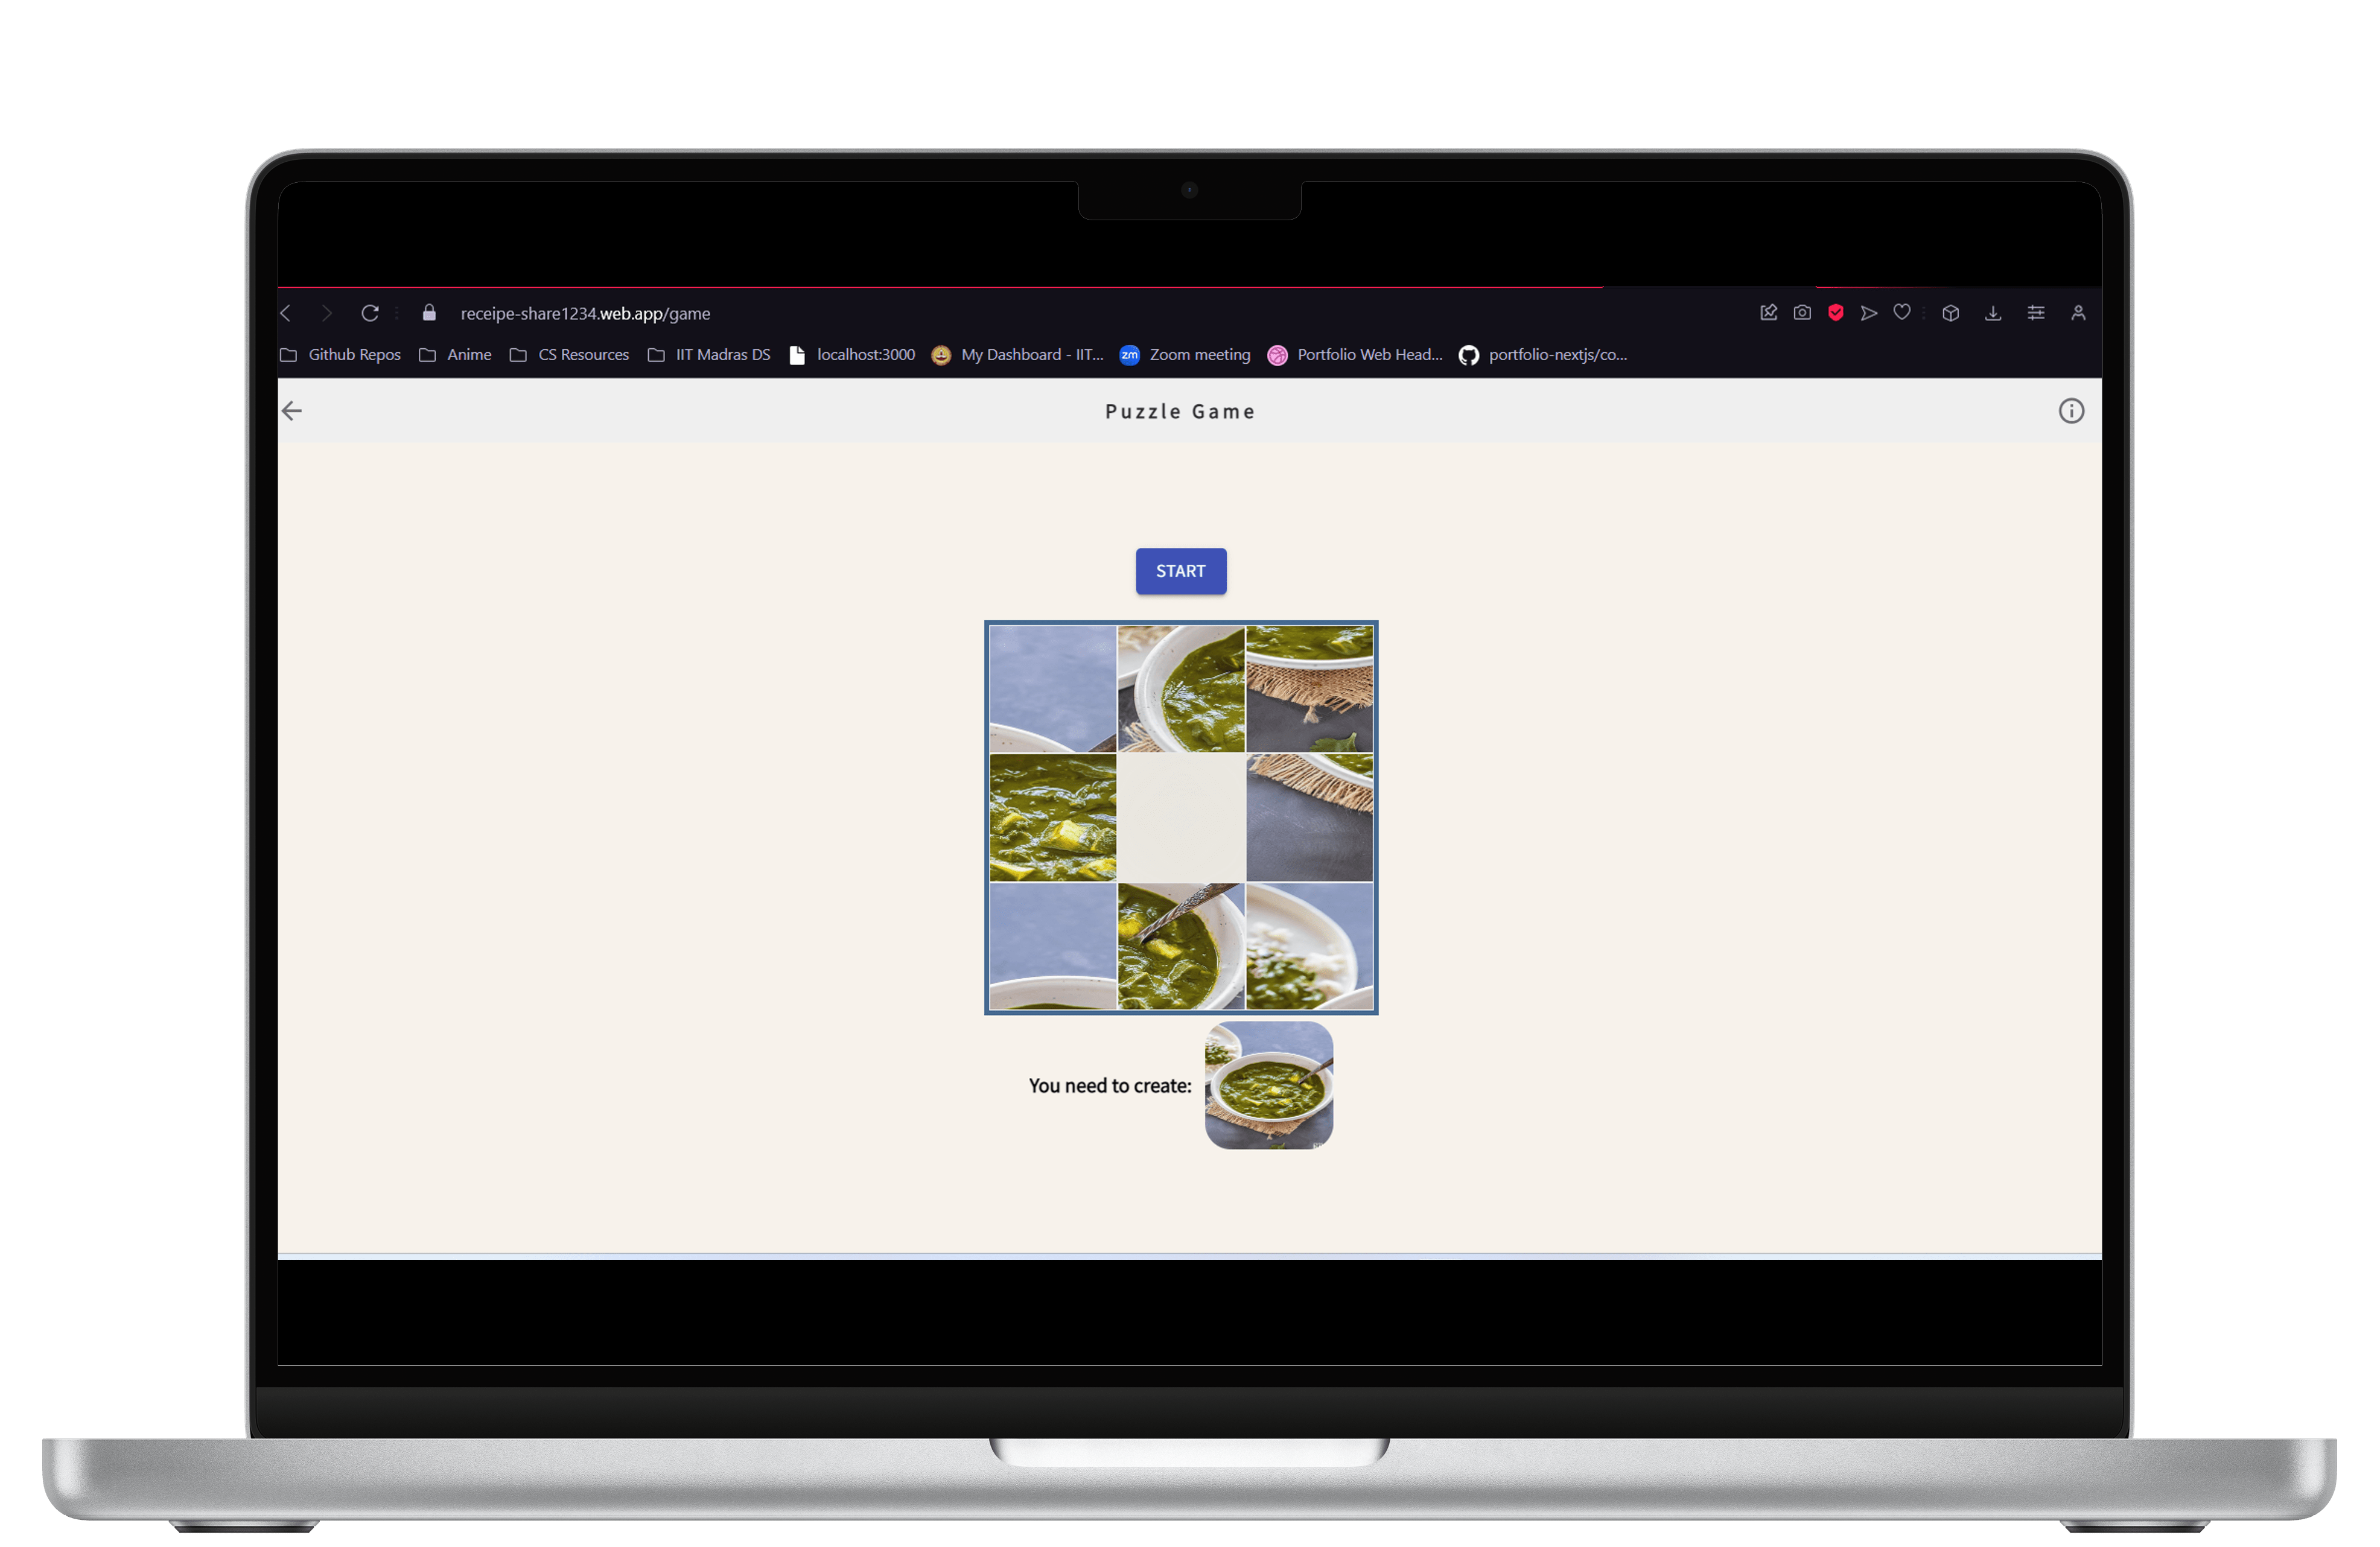 receipe-share1234.web.app/game
Github Repos Anime CS Resources IIT Madras DS localhost:3000 My Dashboard - IIT... zm Zoom meeting Portfolio Web Head... portfolio-nextjs/co...
Puzzle Game
START
You need to create: